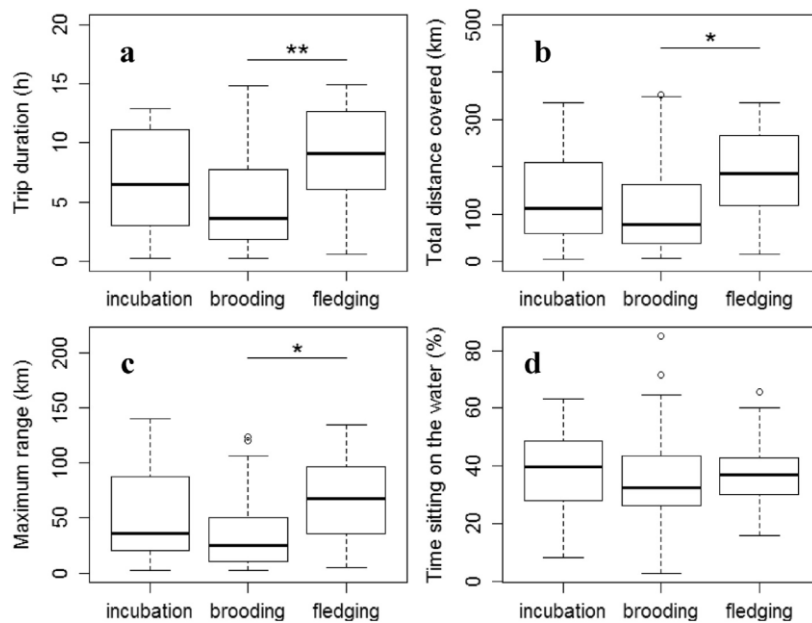 a
**
Trip duration (h)
20
15
10
5
0
incubation brooding fledging
b
*
Total distance covered (km)
500
300
100
0
incubation brooding fledging
c
*
Maximum range (km)
200
150
100
50
0
incubation brooding fledging
d
Time sitting on the water (%)
80
60
40
20
0
incubation brooding fledging